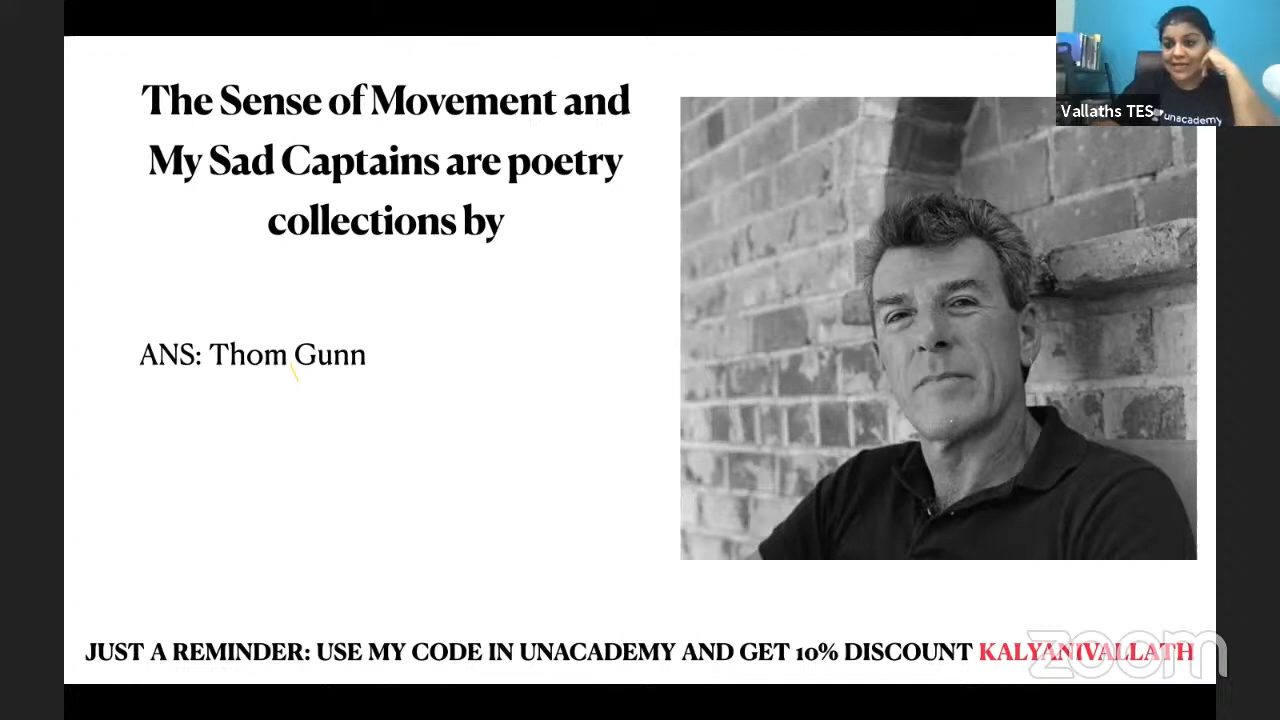 The Sense of Movement and
My Sad Captains are poetry
collections by
ANS: Thom Gunn
Vallaths TES
unacademy
JUST A REMINDER: USE MY CODE IN UNACADEMY AND GET 10% DISCOUNT KALYANIVALLATH
zoom